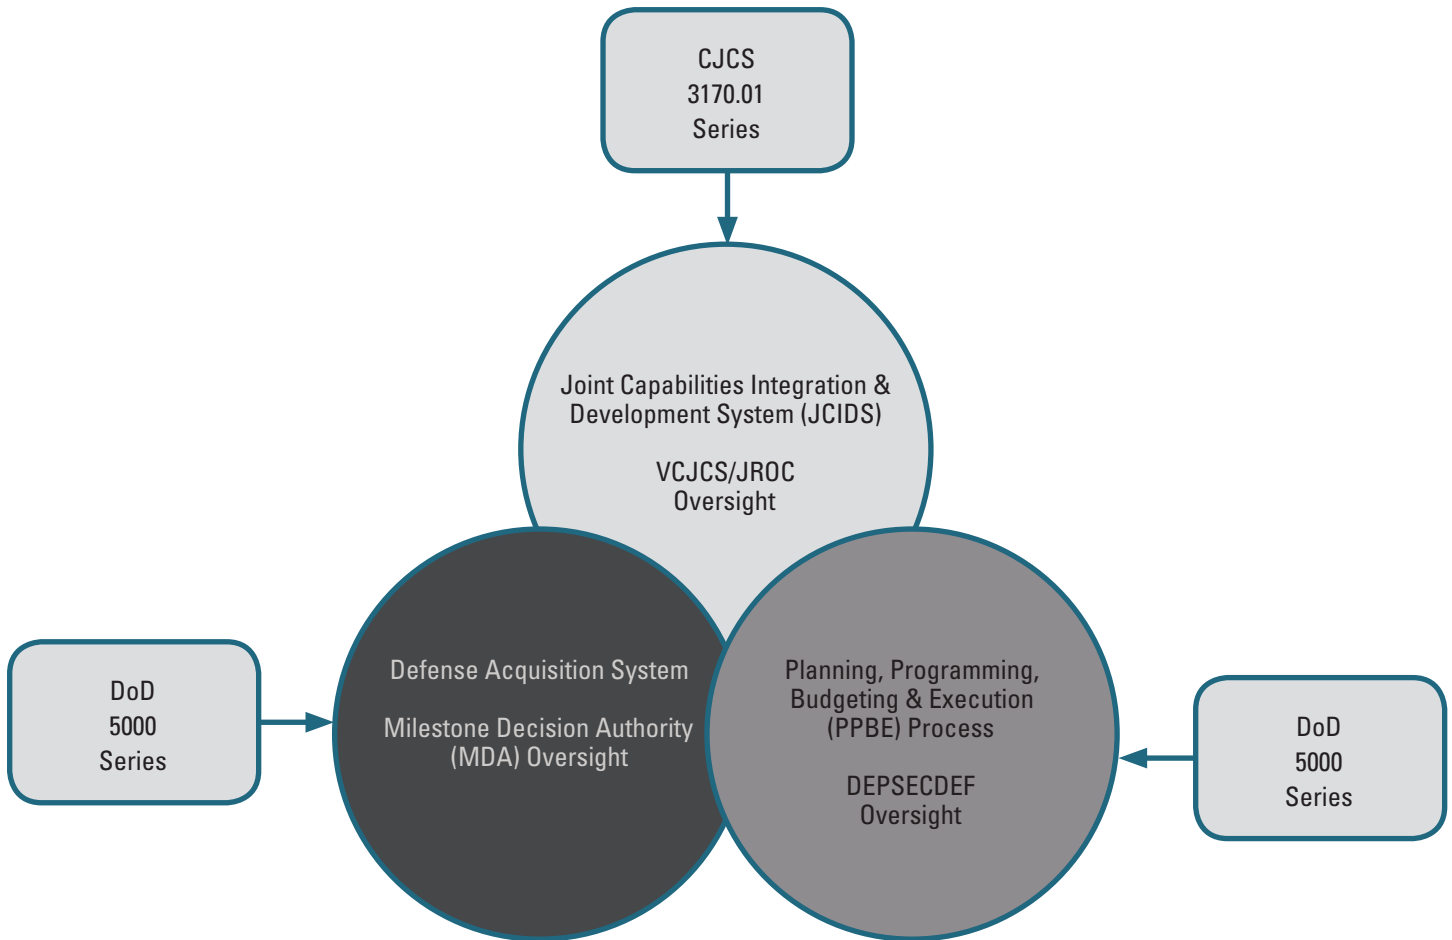 CJCS
3170.01
Series
Joint Capabilities Integration &
Development System (JCIDS)
VCJCS/JROC
Oversight
Defense Acquisition System
Milestone Decision Authority
(MDA) Oversight
Planning, Programming,
Budgeting & Execution
(PPBE) Process
DEPSECDEF
Oversight
DoD
5000
Series
DoD
5000
Series